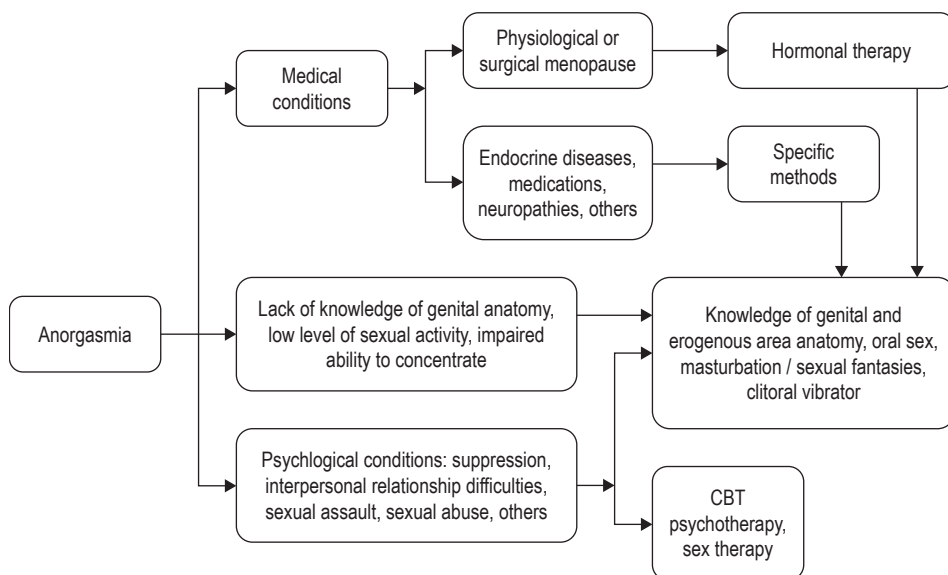 Physiological or
surgical menopause
Hormonal therapy
Medical
conditions
Endocrine diseases,
medications,
neuropathies, others
Specific
methods
Anorgasmia
Lack of knowledge of genital anatomy,
low level of sexual activity, impaired
ability to concentrate
Knowledge of genital and
erogenous area anatomy, oral sex,
masturbation / sexual fantasies,
clitoral vibrator
Psychlogical conditions: suppression,
interpersonal relationship difficulties,
sexual assault, sexual abuse, others
CBT
psychotherapy,
sex therapy